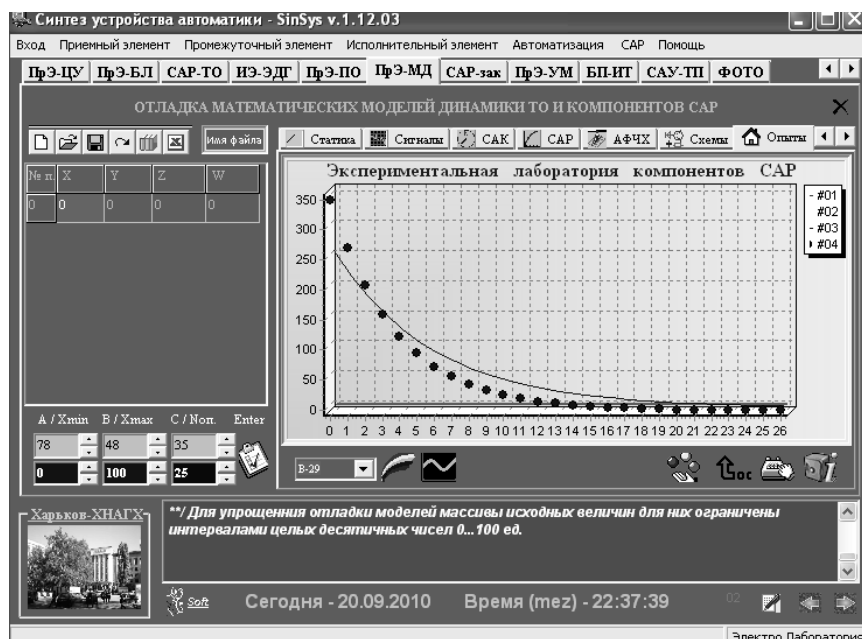 Синтез устройства автоматики - SinSys v.1.12.03
Вход Приемный элемент Промежуточный элемент Исполнительный элемент Автоматизация САР Помощь
ПрЭ-ЦУ ПрЭ-БЛ САР-ТО ИЭ-ЭДГ ПрЭ-ПО ПрЭ-МД САР-зак ПрЭ-УМ БП-ИТ САУ-ТП ФОТО
ОТЛАДКА МАТЕМАТИЧЕСКИХ МОДЕЛЕЙ ДИНАМИКИ ТО И КОМПОНЕНТОВ САР
Имя файла
Статика Сигналы САК САР АФЧХ Схемы Опыты
№ п. X Y Z W
0 0 0 0 0
Экспериментальная лаборатория компонентов САР
350
300
250
200
150
100
50
0
0 1 2 3 4 5 6 7 8 9 10 11 12 13 14 15 16 17 18 19 20 21 22 23 24 25 26
#01
#02
#03
#04
A / Xmin B / Xmax C / Nоп. Enter
78 48 35
0 100 25
B-29
ос
Харьков-ХНАГХ
**/ Для упрощенния отладки моделей массивы исходных величин для них ограничены
интервалами целых десятичных чисел 0...100 ед.
Soft
Сегодня - 20.09.2010 Время (mez) - 22:37:39 02
Электро Лаборатория